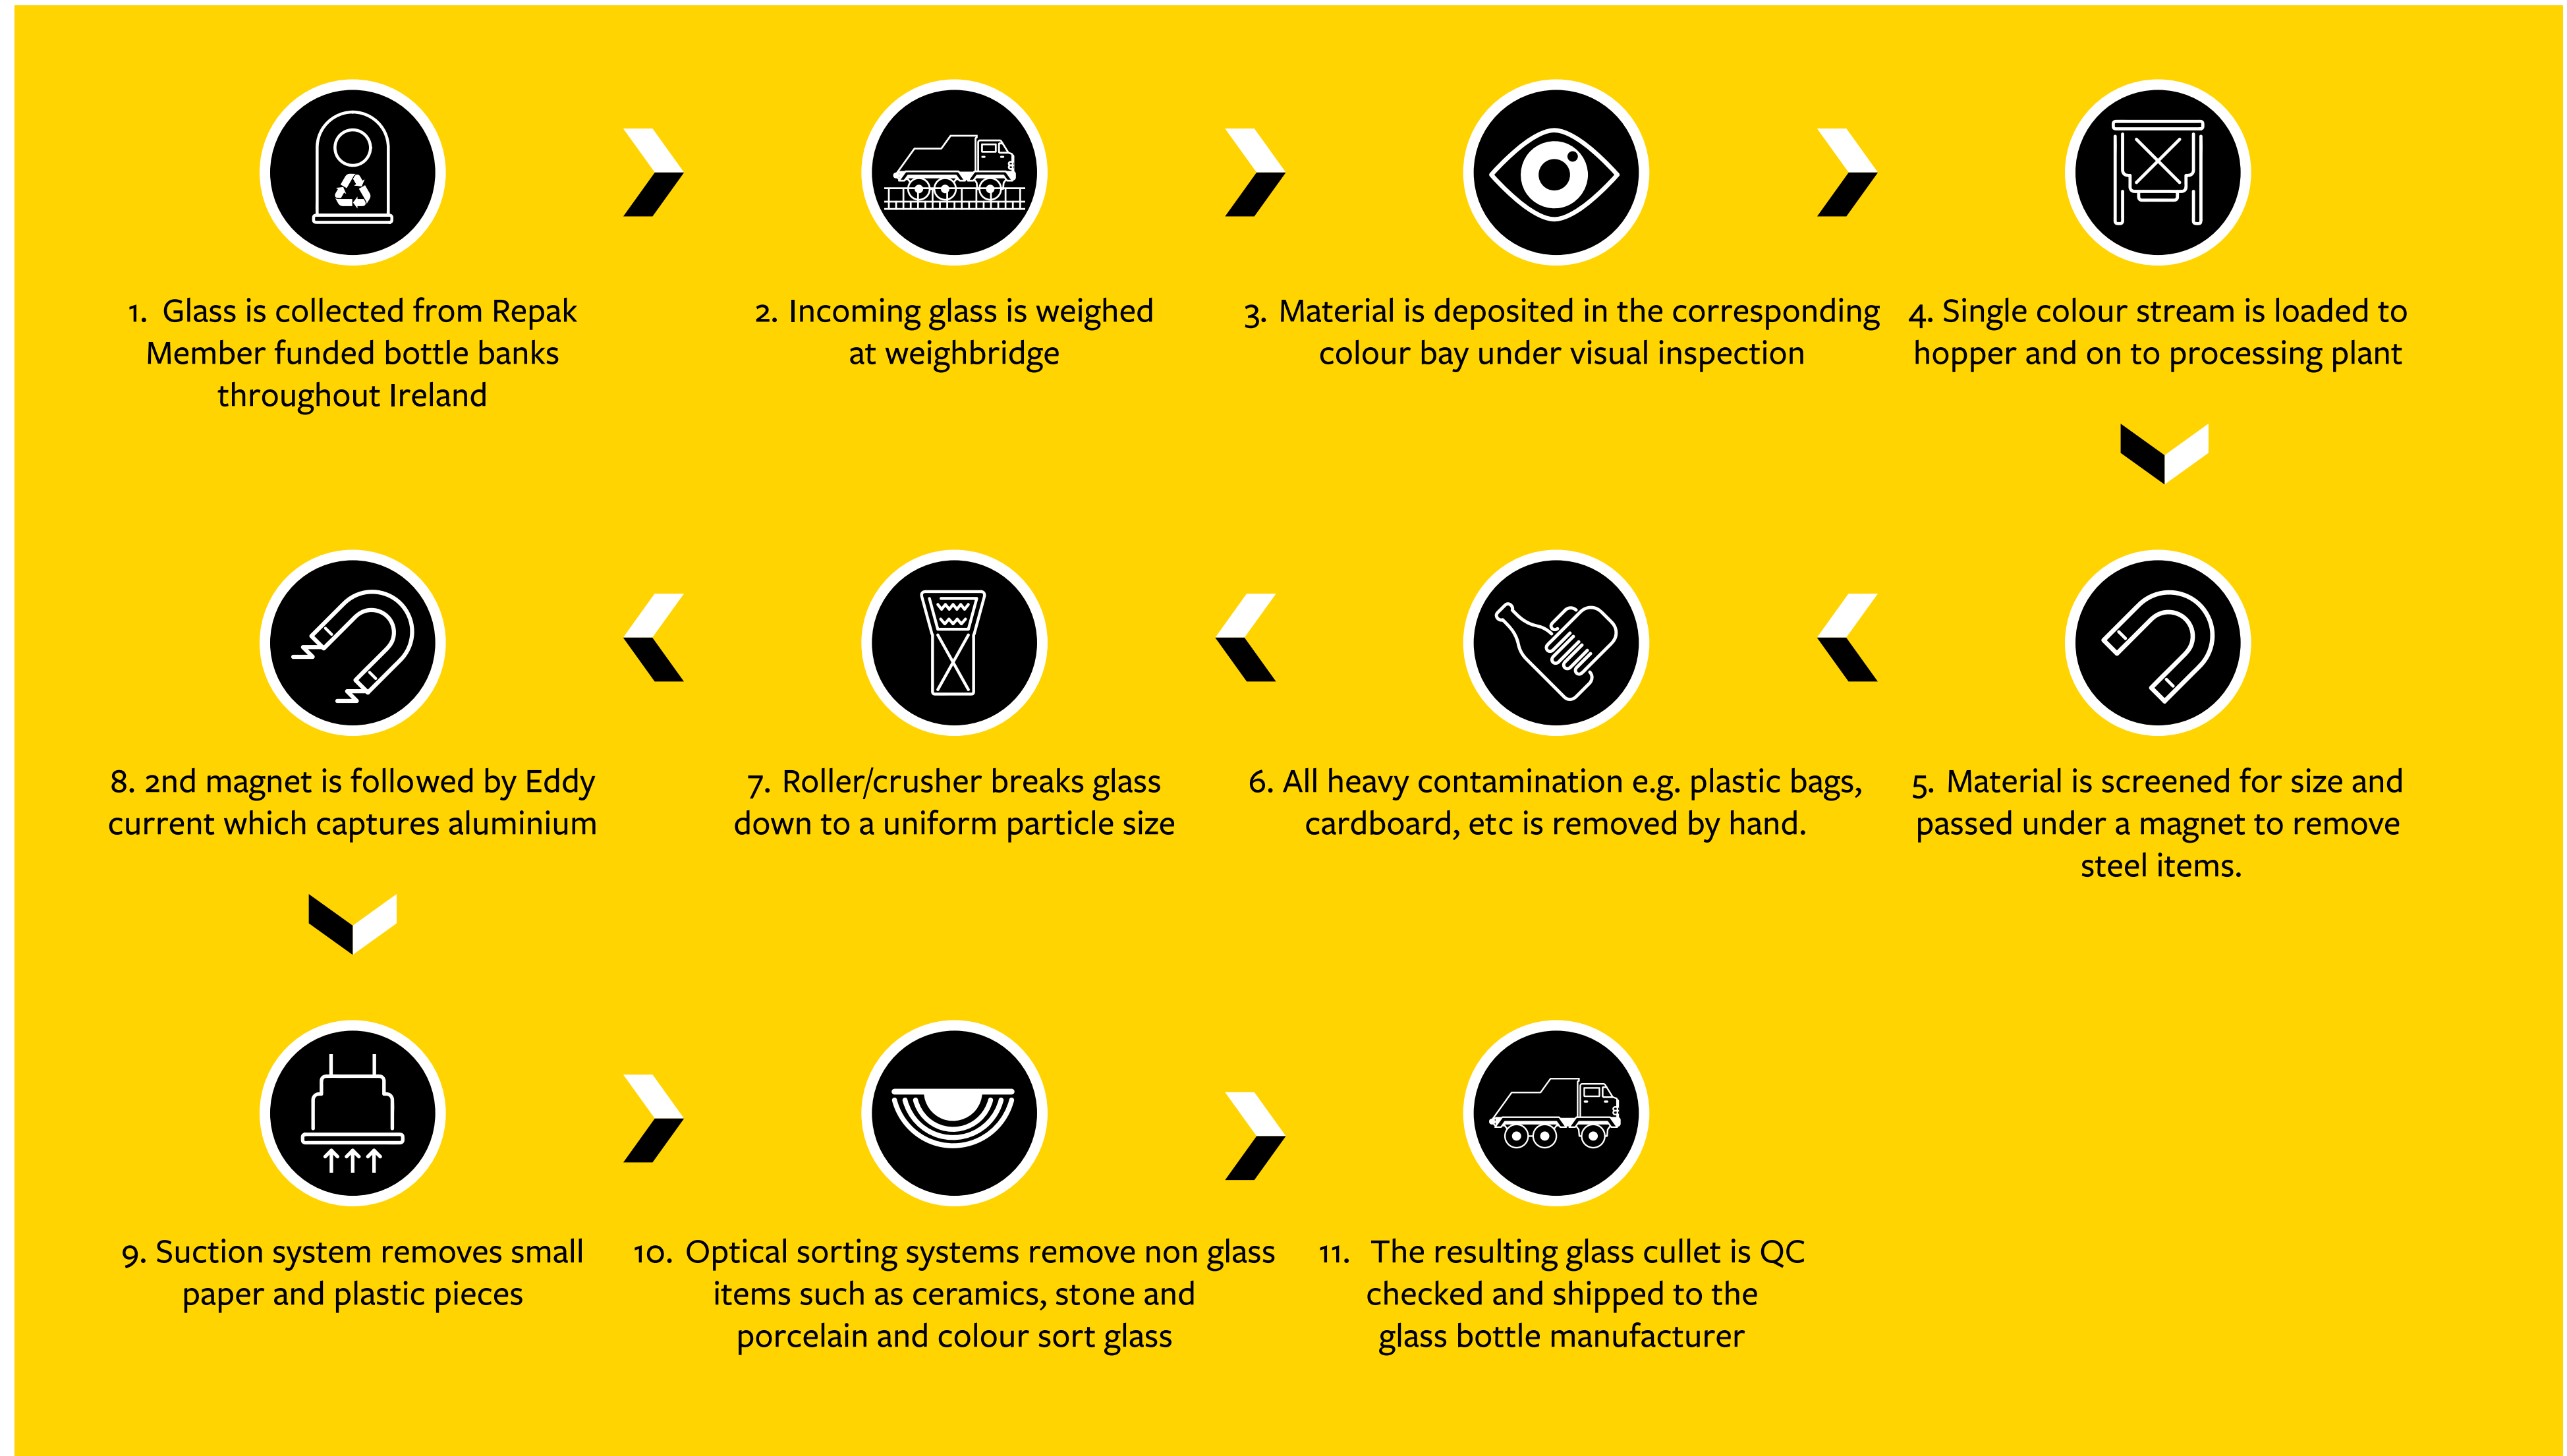 1. Glass is collected from Repak
Member funded bottle banks
throughout Ireland
2. Incoming glass is weighed
at weighbridge
3. Material is deposited in the corresponding
colour bay under visual inspection
4. Single colour stream is loaded to
hopper and on to processing plant
5. Material is screened for size and
passed under a magnet to remove
steel items.
6. All heavy contamination e.g. plastic bags,
cardboard, etc is removed by hand.
7. Roller/crusher breaks glass
down to a uniform particle size
8. 2nd magnet is followed by Eddy
current which captures aluminium
9. Suction system removes small
paper and plastic pieces
10. Optical sorting systems remove non glass
items such as ceramics, stone and
porcelain and colour sort glass
11. The resulting glass cullet is QC
checked and shipped to the
glass bottle manufacturer